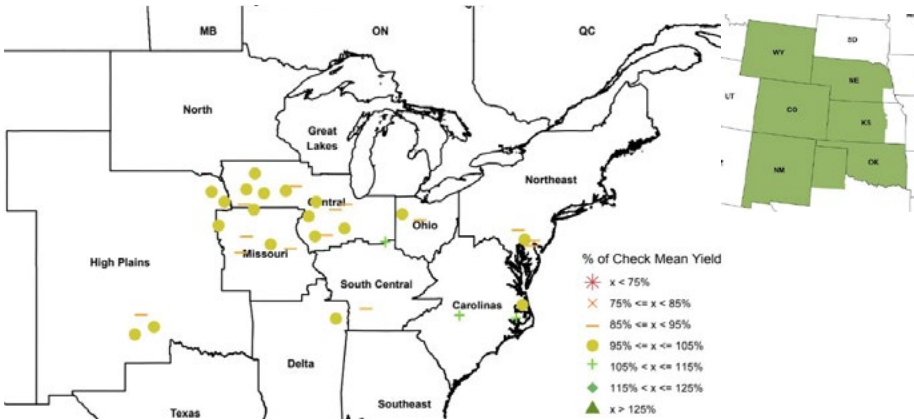 MB
ON
QC
North
Great
Lakes
Northeast
Central
Ohio
High Plains
Missouri
South Central
Carolinas
Delta
Southeast
Texas
% of Check Mean Yield
x < 75%
75% <= x < 85%
85% <= x < 95%
95% <= x <= 105%
105% < x <= 115%
115% < x <= 125%
x > 125%
SD
WY
NE
UT
CO
KS
NM
OK